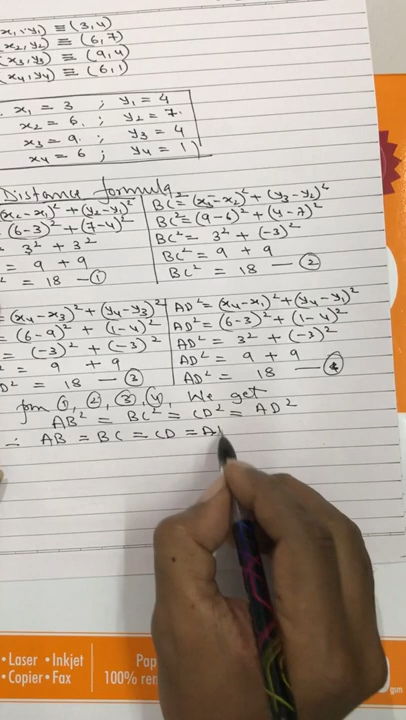 x₁, y₁) ≡ (3,4)
x₂, y₂) ≡ (6,7)
(x₃, y₃) ≡ (9,4)
(x₄, y₄) ≡ (6,1)
x₁ = 3 ; y₁ = 4
x₂ = 6. ; y₂ = 7.
x₃ = 9. ; y₃ = 4
x₄ = 6 ; y₄ = 1
Distance formula
(x₂-x₁)² + (y₂-y₁)²
(6-3)² + (7-4)²
3² + 3²
= 9 + 9
² = 18 — ①
BC² = (x₃-x₂)² + (y₃-y₂)²
BC² = (9-6)² + (4-7)²
BC² = 3² + (-3)²
BC² = 9 + 9
BC² = 18 — ②
= (x₄-x₃)² + (y₄-y₃)²
= (6-9)² + (1-4)²
= (-3)² + (-3)²
= 9 + 9
D² = 18 — ③
AD² = (x₄-x₁)² + (y₄-y₁)²
AD² = (6-3)² + (1-4)²
AD² = 3² + (-3)²
AD² = 9 + 9
AD² = 18 — ④
from ①, ②, ③, ④, We get
AB² = BC² = CD² = AD²
∴ AB = BC = CD = A
• Laser • Inkjet
• Copier • Fax
Pap
100% re
gsm